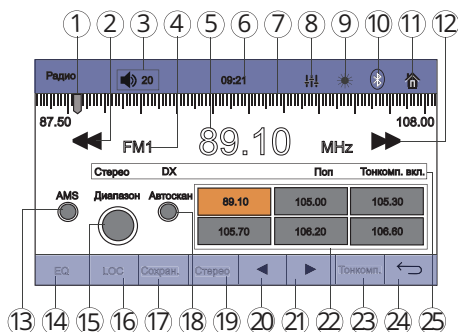 1 2 3 4 5 6 7 8 9 10 11 12
Радио 20 09:21
87.50 108.00
FM1 89.10 MHz
Стерео DX Поп Тонкомп. вкл.
AMS Диапазон Автоскан
89.10 105.00 105.30
105.70 106.20 106.60
EQ LOC Сохран. Стерео Тонкомп.
13 14 15 16 17 18 19 20 21 22 23 24 25